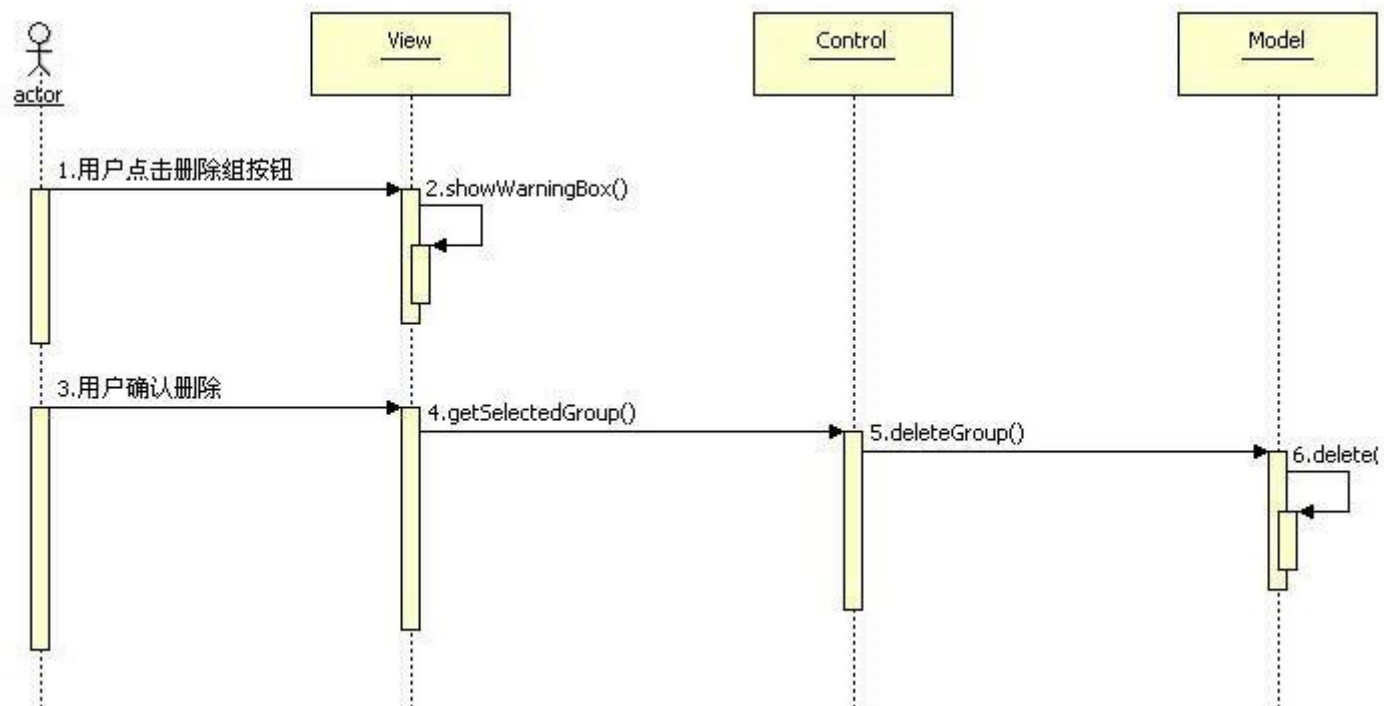 View
Control
Model
actor
1.用户点击删除组按钮
2.showWarningBox()
3.用户确认删除
4.getSelectedGroup()
5.deleteGroup()
6.delete(